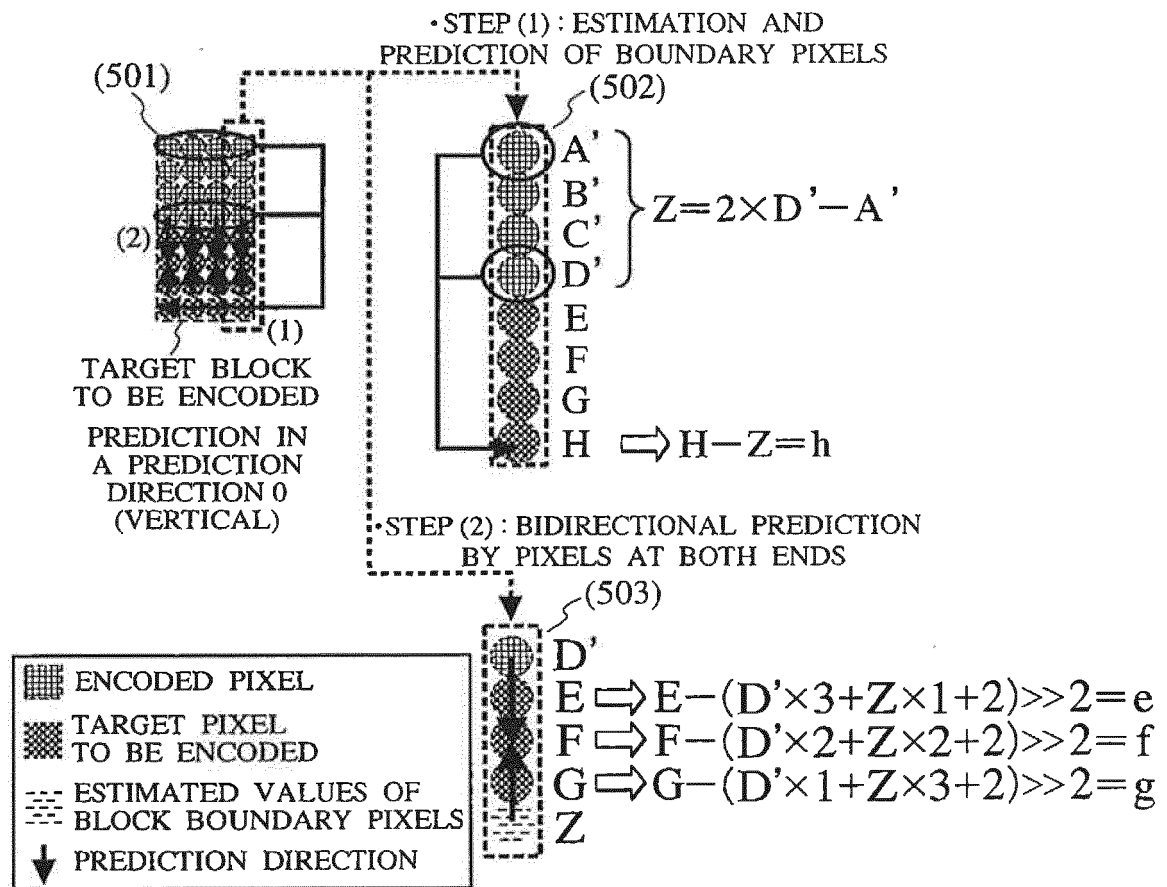 ・STEP (1) : ESTIMATION AND
PREDICTION OF BOUNDARY PIXELS
(501)
(502)
A'
B'
C'
D'
Z=2×D'−A'
E
F
G
H ⇨ H−Z=h
(2)
(1)
TARGET BLOCK
TO BE ENCODED
PREDICTION IN
A PREDICTION
DIRECTION 0
(VERTICAL)
・STEP (2) : BIDIRECTIONAL PREDICTION
BY PIXELS AT BOTH ENDS
(503)
D'
E ⇨ E−(D'×3+Z×1+2)>>2=e
F ⇨ F−(D'×2+Z×2+2)>>2=f
G ⇨ G−(D'×1+Z×3+2)>>2=g
Z
ENCODED PIXEL
TARGET PIXEL
TO BE ENCODED
ESTIMATED VALUES OF
BLOCK BOUNDARY PIXELS
PREDICTION DIRECTION